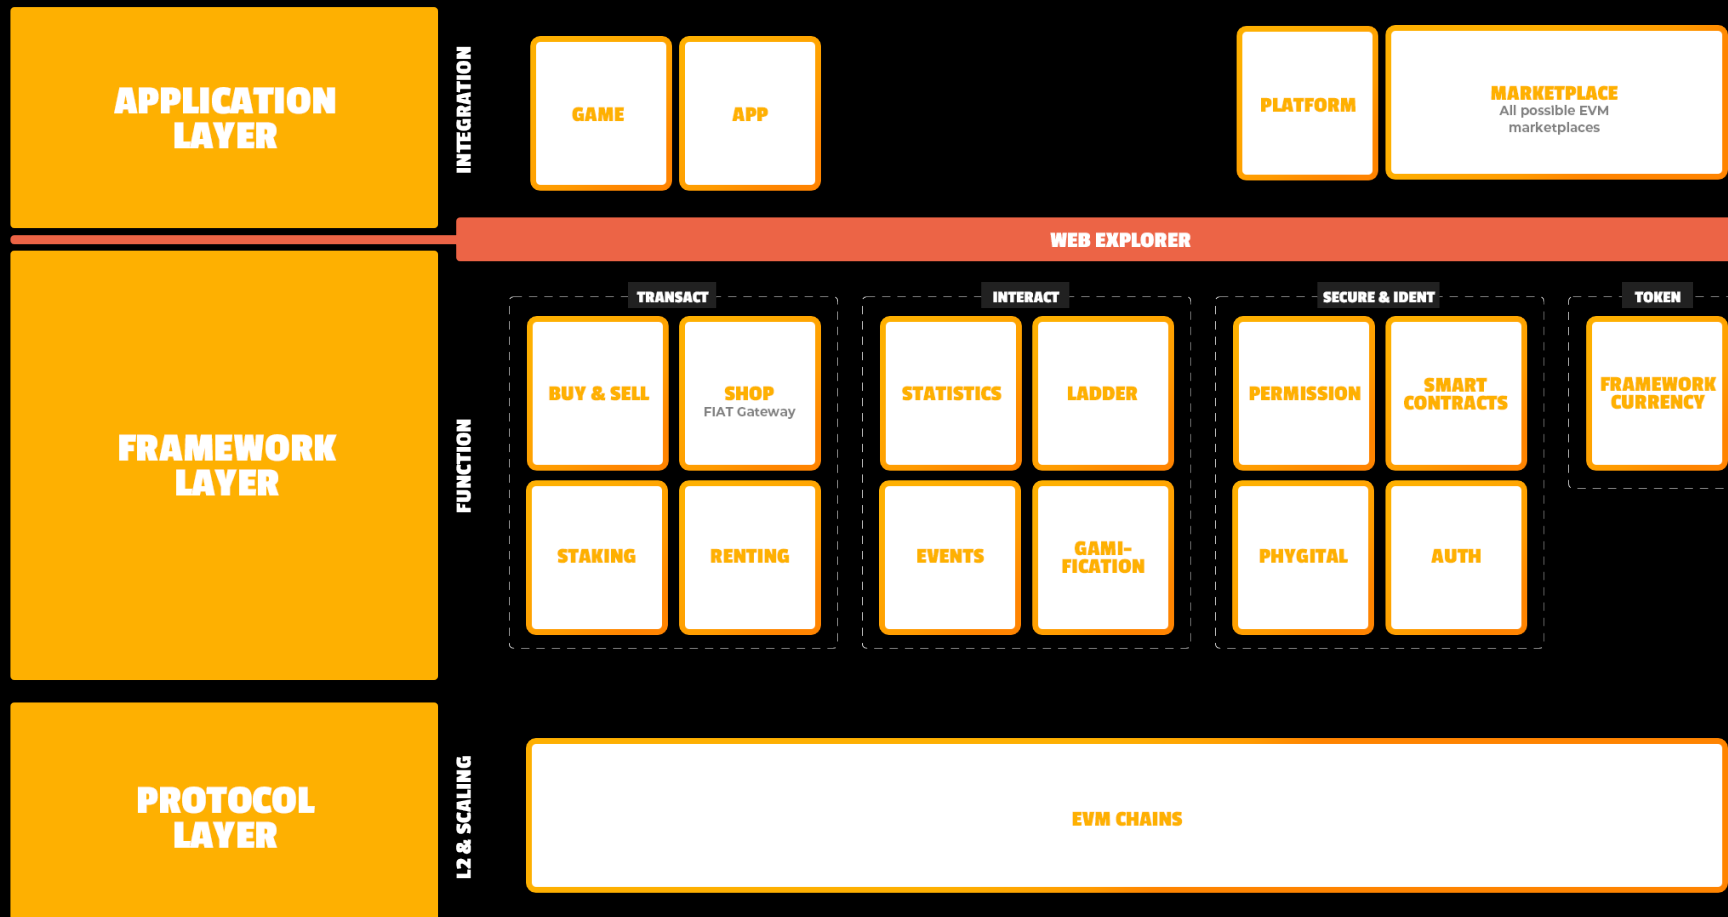 APPLICATION
LAYER
INTEGRATION
GAME
APP
PLATFORM
MARKETPLACE
All possible EVM
marketplaces
WEB EXPLORER
FRAMEWORK
LAYER
FUNCTION
TRANSACT
BUY & SELL
SHOP
FIAT Gateway
STAKING
RENTING
INTERACT
STATISTICS
LADDER
EVENTS
GAMI-
FICATION
SECURE & IDENT
PERMISSION
SMART
CONTRACTS
PHYGITAL
AUTH
TOKEN
FRAMEWORK
CURRENCY
PROTOCOL
LAYER
L2 & SCALING
EVM CHAINS